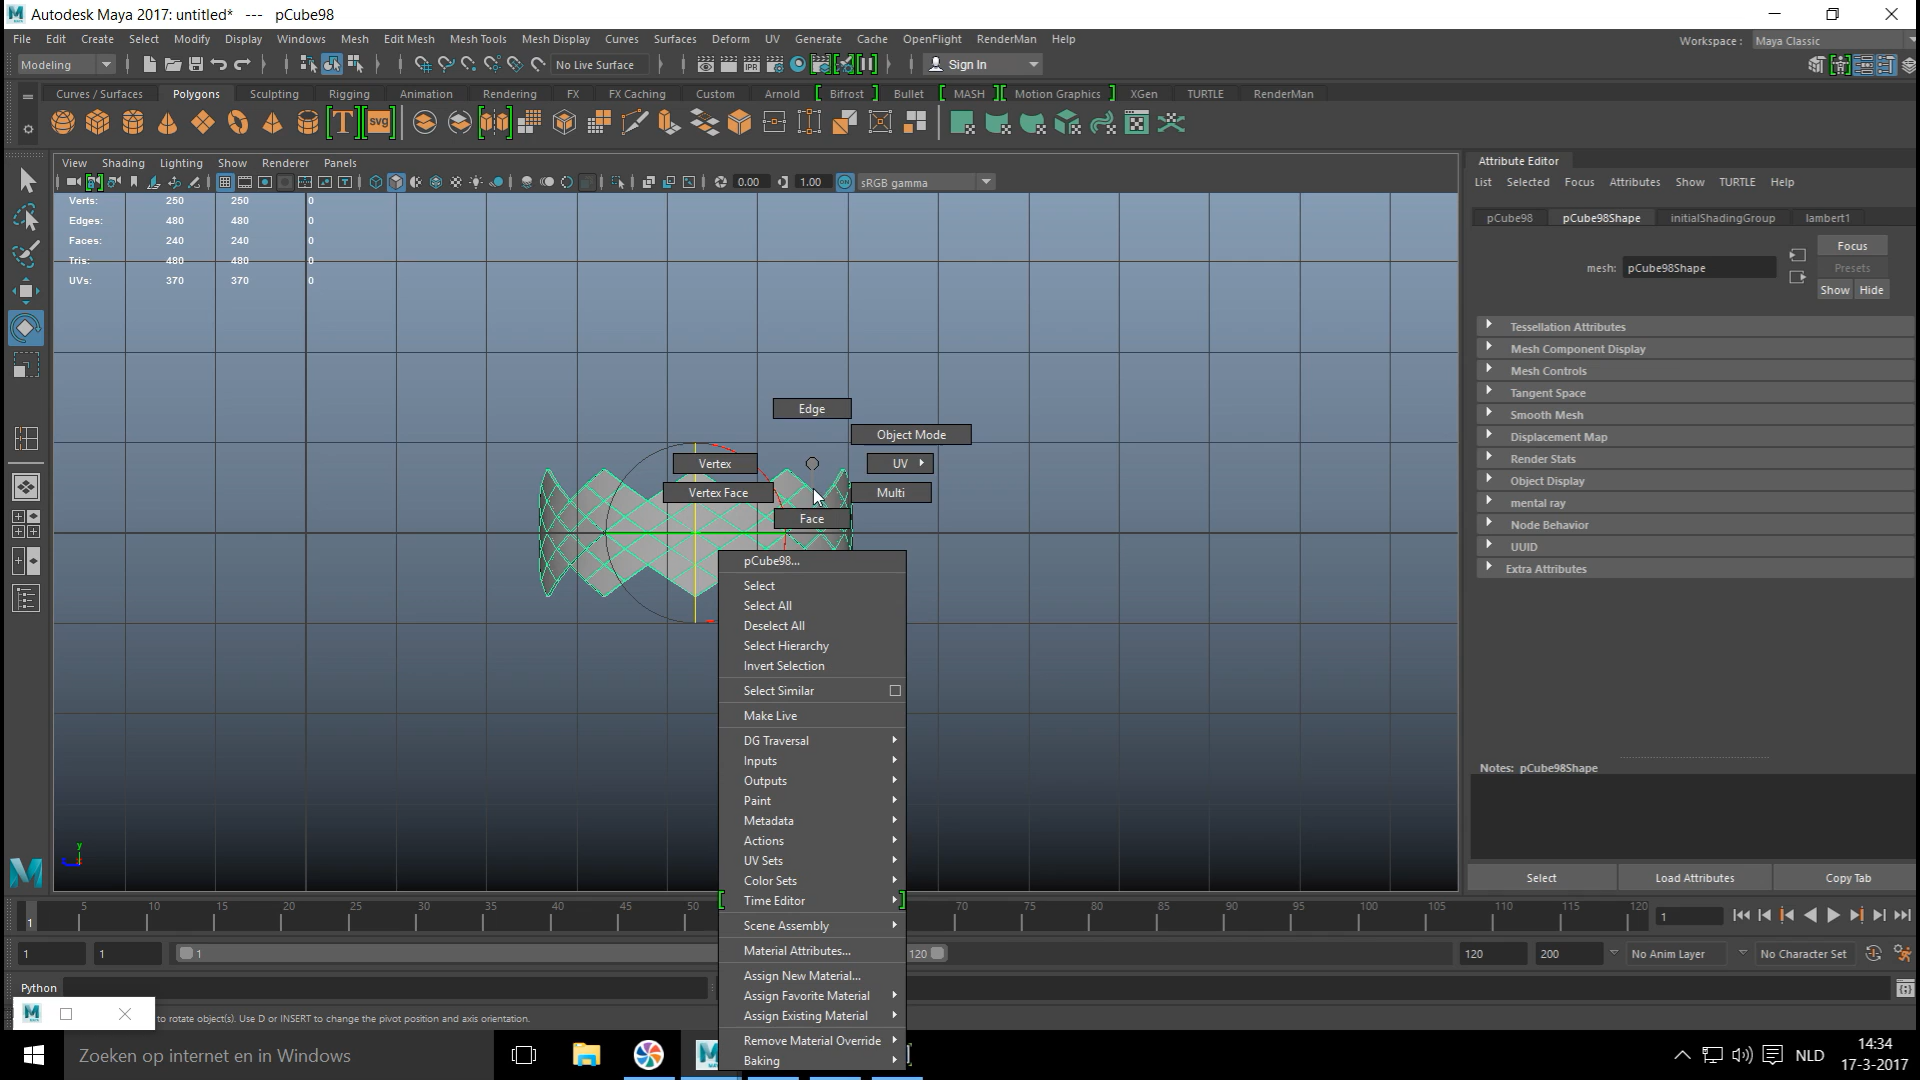 Autodesk Maya 2017: untitled* --- pCube98
File Edit Create Select Modify Display Windows Mesh Edit Mesh Mesh Tools Mesh Display Curves Surfaces Deform UV Generate Cache OpenFlight RenderMan Help
Workspace : Maya Classic
Modeling No Live Surface Sign In
Curves / Surfaces Polygons Sculpting Rigging Animation Rendering FX FX Caching Custom Arnold Bifrost Bullet MASH Motion Graphics XGen TURTLE RenderMan
View Shading Lighting Show Renderer Panels
0.00 1.00 sRGB gamma
Verts: 250 250 0
Edges: 480 480 0
Faces: 240 240 0
Tris: 480 480 0
UVs: 370 370 0
Edge
Object Mode
Vertex
UV
Vertex Face
Multi
Face
pCube98...
Select
Select All
Deselect All
Select Hierarchy
Invert Selection
Select Similar
Make Live
DG Traversal
Inputs
Outputs
Paint
Metadata
Actions
UV Sets
Color Sets
Time Editor
Scene Assembly
Material Attributes...
Assign New Material...
Assign Favorite Material
Assign Existing Material
Remove Material Override
Baking
Attribute Editor
List Selected Focus Attributes Show TURTLE Help
pCube98 pCube98Shape initialShadingGroup lambert1
Focus
mesh: pCube98Shape
Presets
Show Hide
Tessellation Attributes
Mesh Component Display
Mesh Controls
Tangent Space
Smooth Mesh
Displacement Map
Render Stats
Object Display
mental ray
Node Behavior
UUID
Extra Attributes
Notes: pCube98Shape
Select Load Attributes Copy Tab
y
1 5 10 15 20 25 30 35 40 45 50 70 75 80 85 90 95 100 105 110 115 120 1
1 1 1 120 120 200 No Anim Layer No Character Set
Python
to rotate object(s). Use D or INSERT to change the pivot position and axis orientation.
Zoeken op internet en in Windows
NLD
14:34
17-3-2017